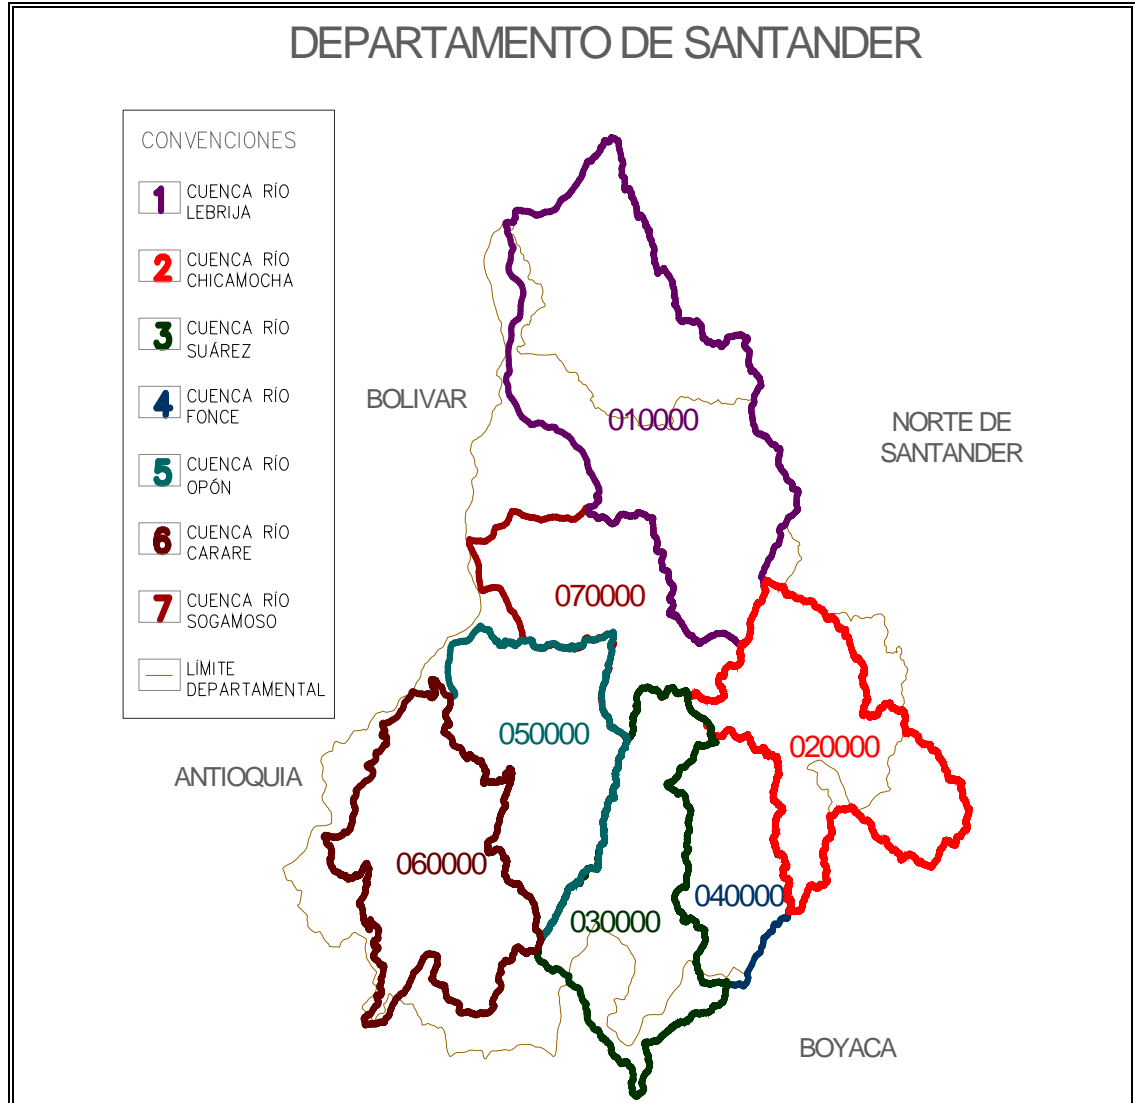 DEPARTAMENTO DE SANTANDER
CONVENCIONES
1 CUENCA RÍO
LEBRIJA
2 CUENCA RÍO
CHICAMOCHA
3 CUENCA RÍO
SUÁREZ
4 CUENCA RÍO
FONCE
5 CUENCA RÍO
OPÓN
6 CUENCA RÍO
CARARE
7 CUENCA RÍO
SOGAMOSO
LÍMITE
DEPARTAMENTAL
BOLIVAR
010000
NORTE DE
SANTANDER
070000
050000
020000
ANTIOQUIA
060000
040000
030000
BOYACA